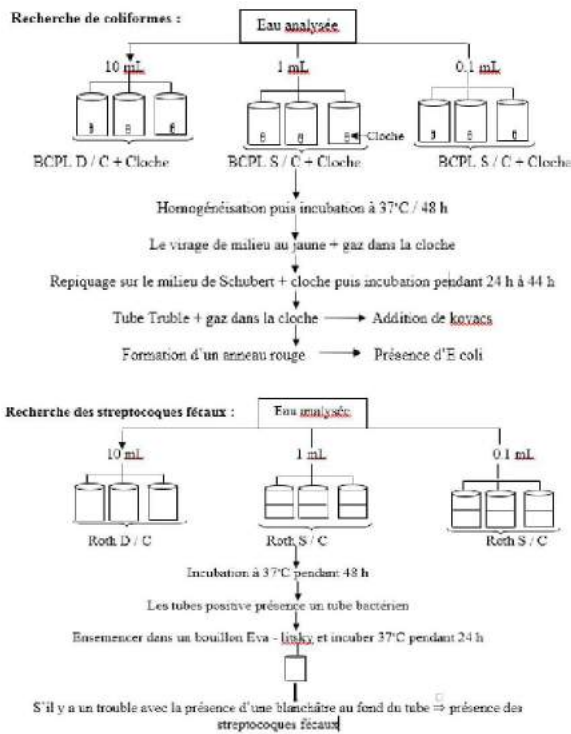 Recherche de coliformes :
Eau analysée
10 mL
1 mL
0.1 mL
Cloche
BCPL D / C + Cloche
BCPL S / C + Cloche
BCPL S / C + Cloche
Homogénéisation puis incubation à 37°C / 48 h
Le virage de milieu au jaune + gaz dans la cloche
Repiquage sur le milieu de Schubert + cloche puis incubation pendant 24 h à 44 h
Tube Truble + gaz dans la cloche
Addition de kovacs
Formation d'un anneau rouge
Présence d'E coli
Recherche des streptocoques fécaux :
Eau analysée
10 mL
1 mL
0.1 mL
Roth D / C
Roth S / C
Roth S / C
Incubation à 37°C pendant 48 h
Les tubes positive présence un tube bactérien
Ensemencer dans un bouillon Eva - litsky et incuber 37°C pendant 24 h
S'il y a un trouble avec la présence d'une blanchâtre au fond du tube ⇒ présence des
streptocoques fécaux